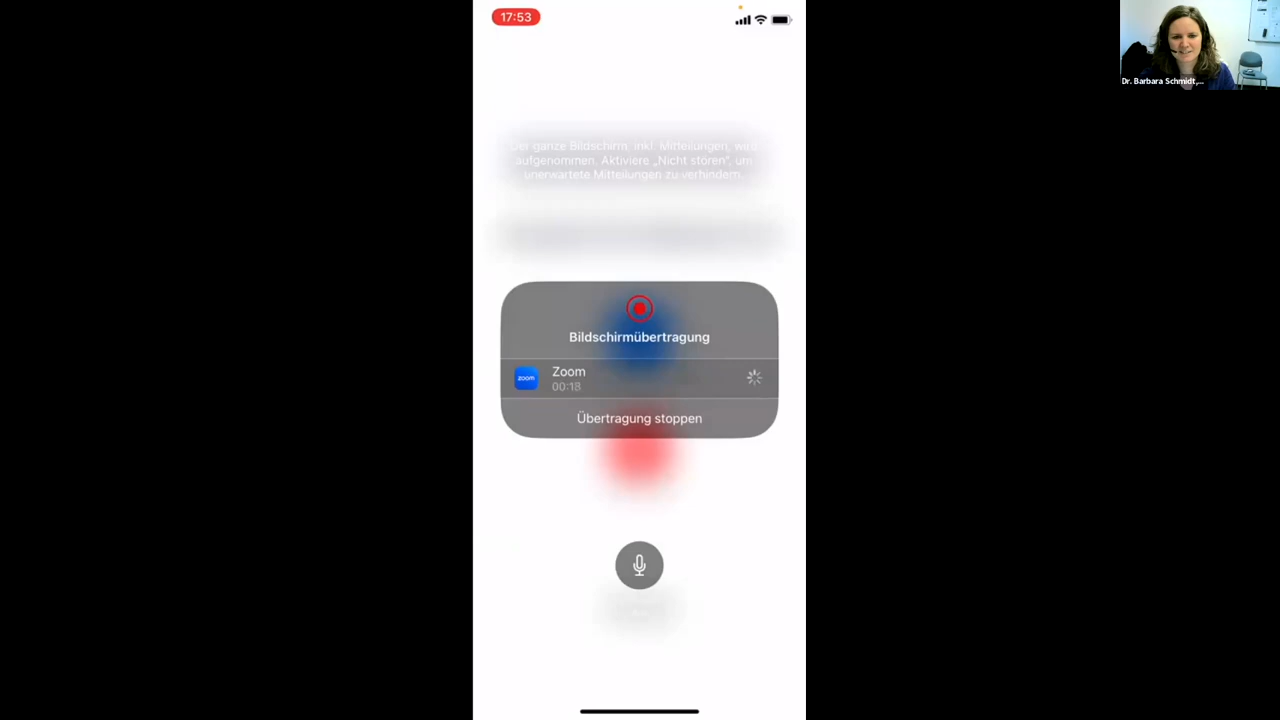 17:53
Der ganze Bildschirm, inkl. Mitteilungen, wird
aufgenommen. Aktiviere „Nicht stören“, um
unerwartete Mitteilungen zu verhindern.
Bildschirmübertragung
zoom
Zoom
00:18
Übertragung stoppen
Dr. Barbara Schmidt,...